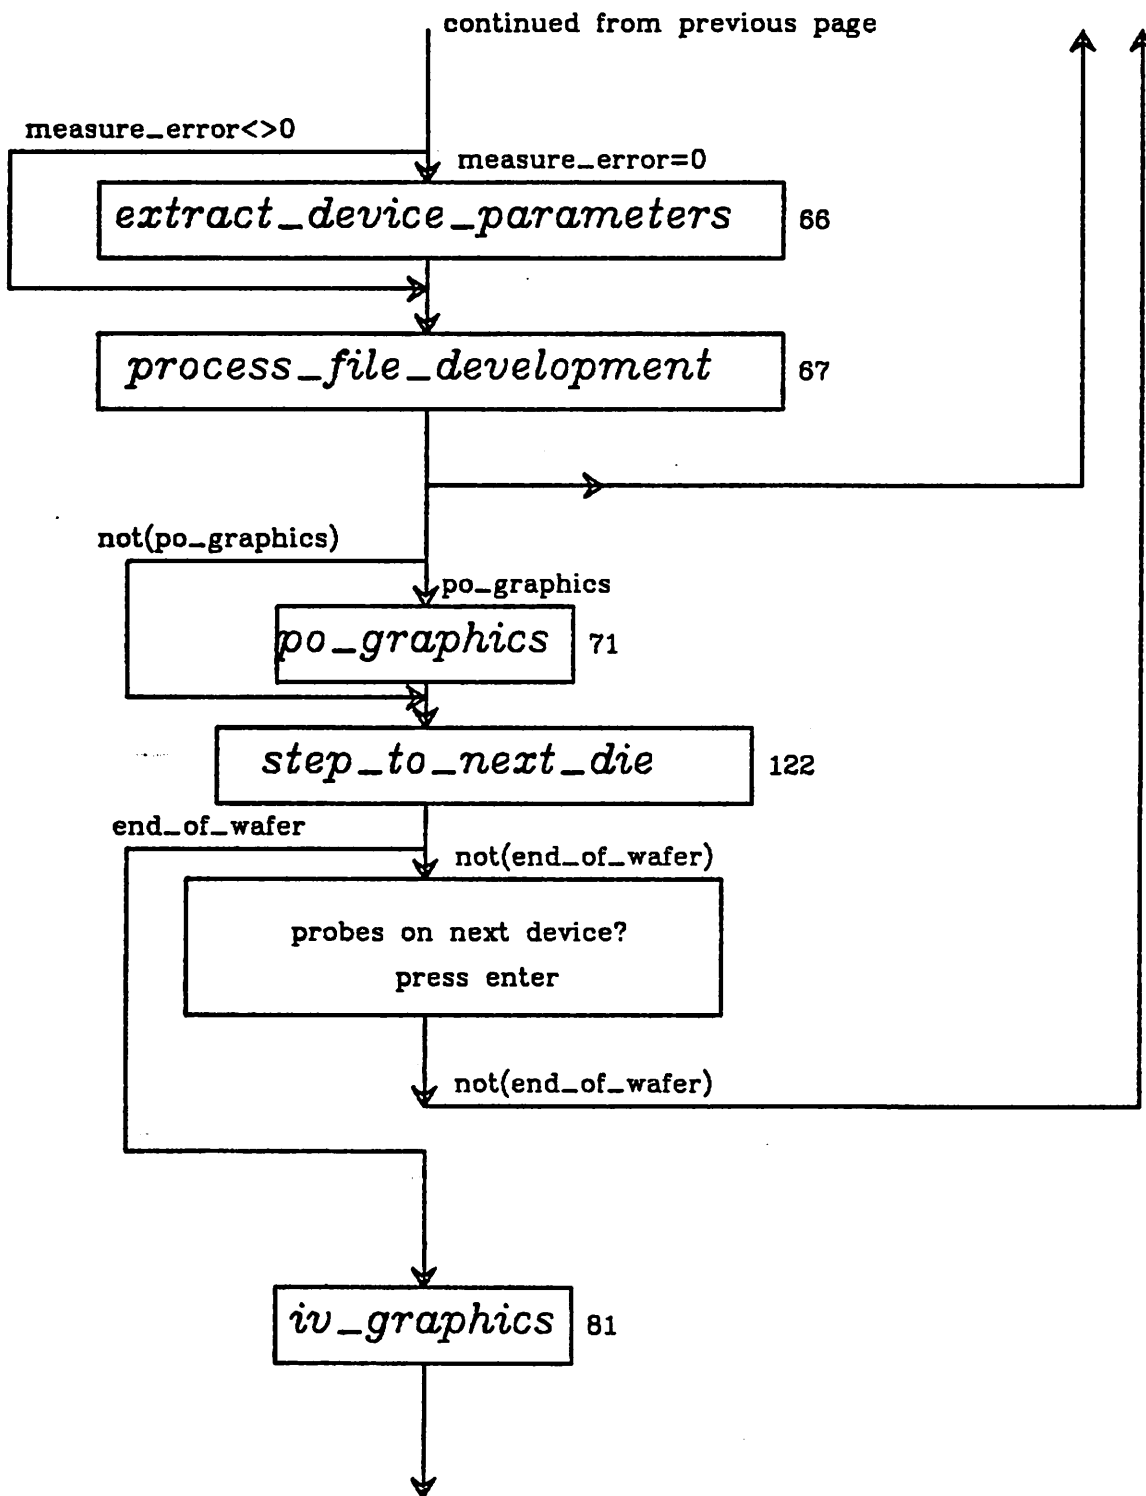 continued from previous page
measure_error<>0
measure_error=0
extract_device_parameters 66
process_file_development 67
not(po_graphics)
po_graphics
po_graphics 71
step_to_next_die 122
end_of_wafer
not(end_of_wafer)
probes on next device?
press enter
not(end_of_wafer)
iv_graphics 81